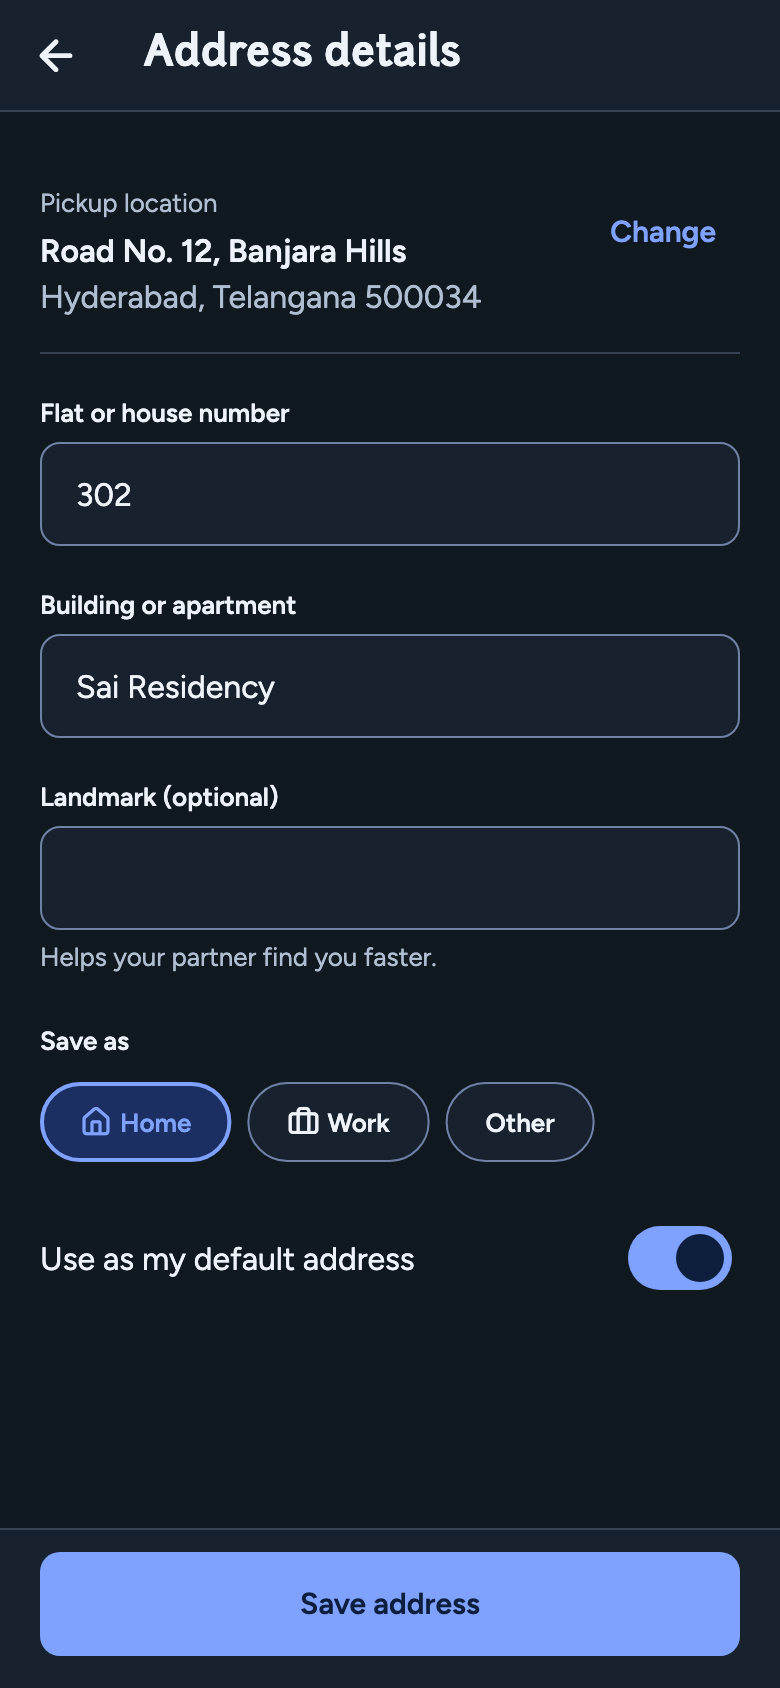 Address details
Pickup location
Change
Road No. 12, Banjara Hills
Hyderabad, Telangana 500034
Flat or house number
302
Building or apartment
Sai Residency
Landmark (optional)
Helps your partner find you faster.
Save as
Home
Work
Other
Use as my default address
Save address